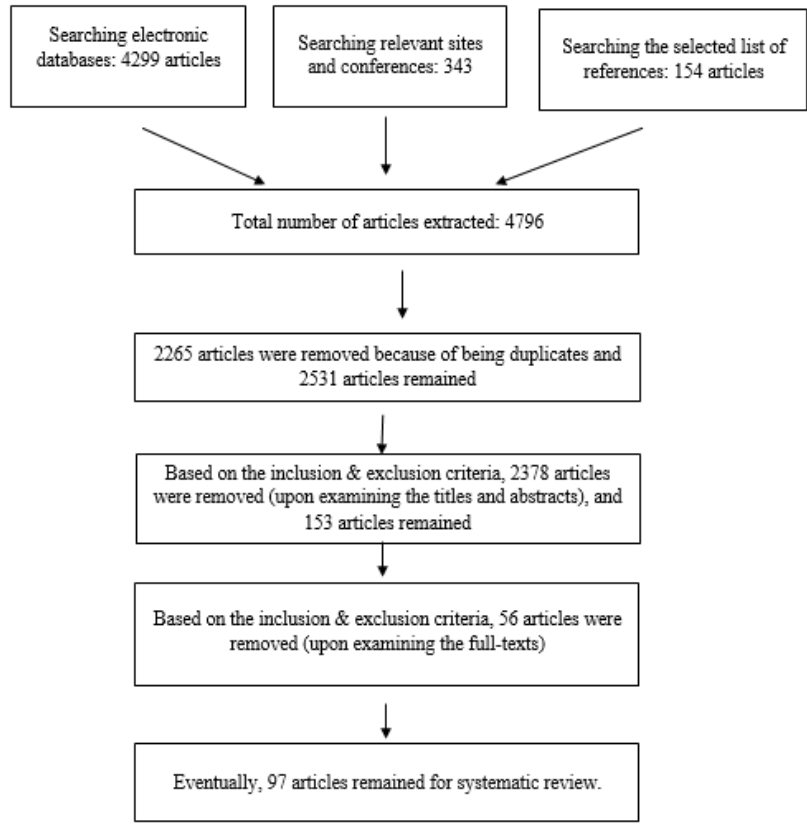 Searching electronic
databases: 4299 articles
Searching relevant sites
and conferences: 343
Searching the selected list of
references: 154 articles
Total number of articles extracted: 4796
2265 articles were removed because of being duplicates and
2531 articles remained
Based on the inclusion & exclusion criteria, 2378 articles
were removed (upon examining the titles and abstracts), and
153 articles remained
Based on the inclusion & exclusion criteria, 56 articles were
removed (upon examining the full-texts)
Eventually, 97 articles remained for systematic review.